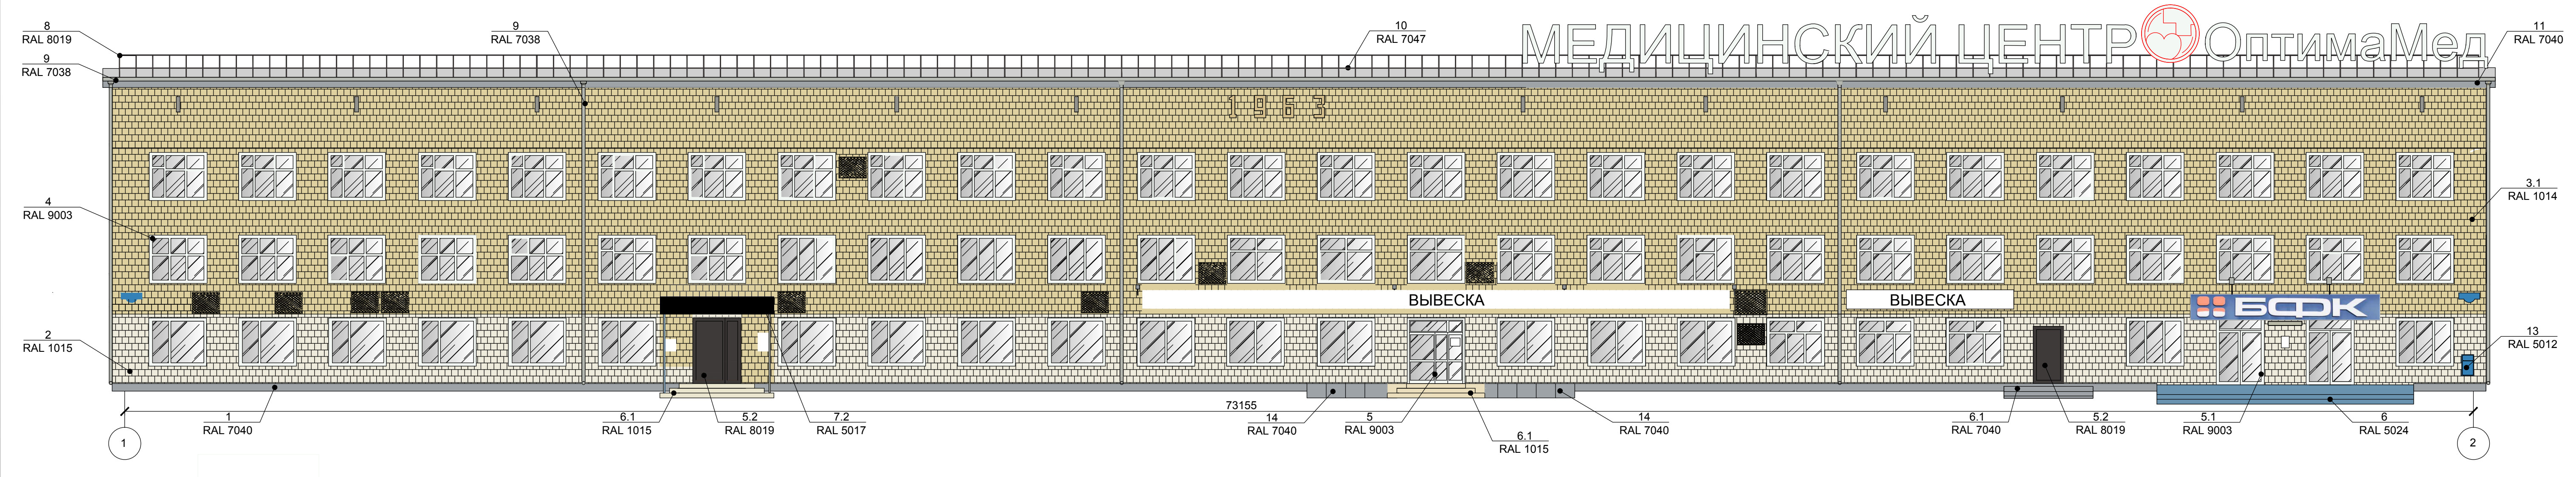 МЕДИЦИНСКИЙ ЦЕНТР ОптимаМед
8
RAL 8019
9
RAL 7038
9
RAL 7038
10
RAL 7047
11
RAL 7040
1963
4
RAL 9003
3.1
RAL 1014
ВЫВЕСКА
ВЫВЕСКА
БФК
2
RAL 1015
13
RAL 5012
73155
1
RAL 7040
6.1
RAL 1015
5.2
RAL 8019
7.2
RAL 5017
14
RAL 7040
5
RAL 9003
6.1
RAL 1015
14
RAL 7040
6.1
RAL 7040
5.2
RAL 8019
5.1
RAL 9003
6
RAL 5024
1
2